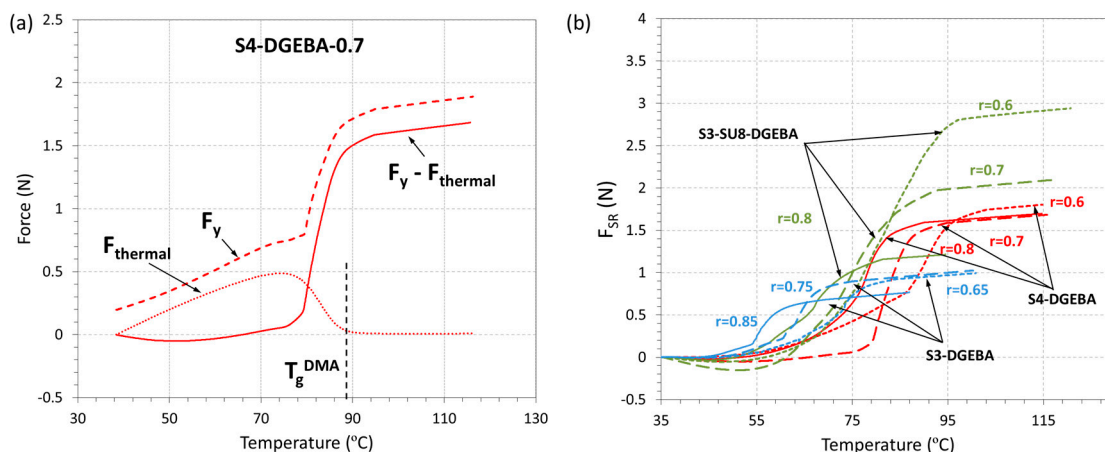 (a)
S4-DGEBA-0.7
2.5
2
1.5
1
0.5
0
-0.5
Force (N)
F_y - F_thermal
F_y
F_thermal
T_g^DMA
30
50
70
90
110
130
Temperature (ºC)
(b)
4
3.5
3
2.5
2
1.5
1
0.5
0
-0.5
F_SR (N)
r=0.6
S3-SU8-DGEBA
r=0.7
r=0.8
r=0.6
r=0.8
r=0.7
r=0.75
r=0.65
r=0.85
S4-DGEBA
S3-DGEBA
35
55
75
95
115
Temperature (ºC)